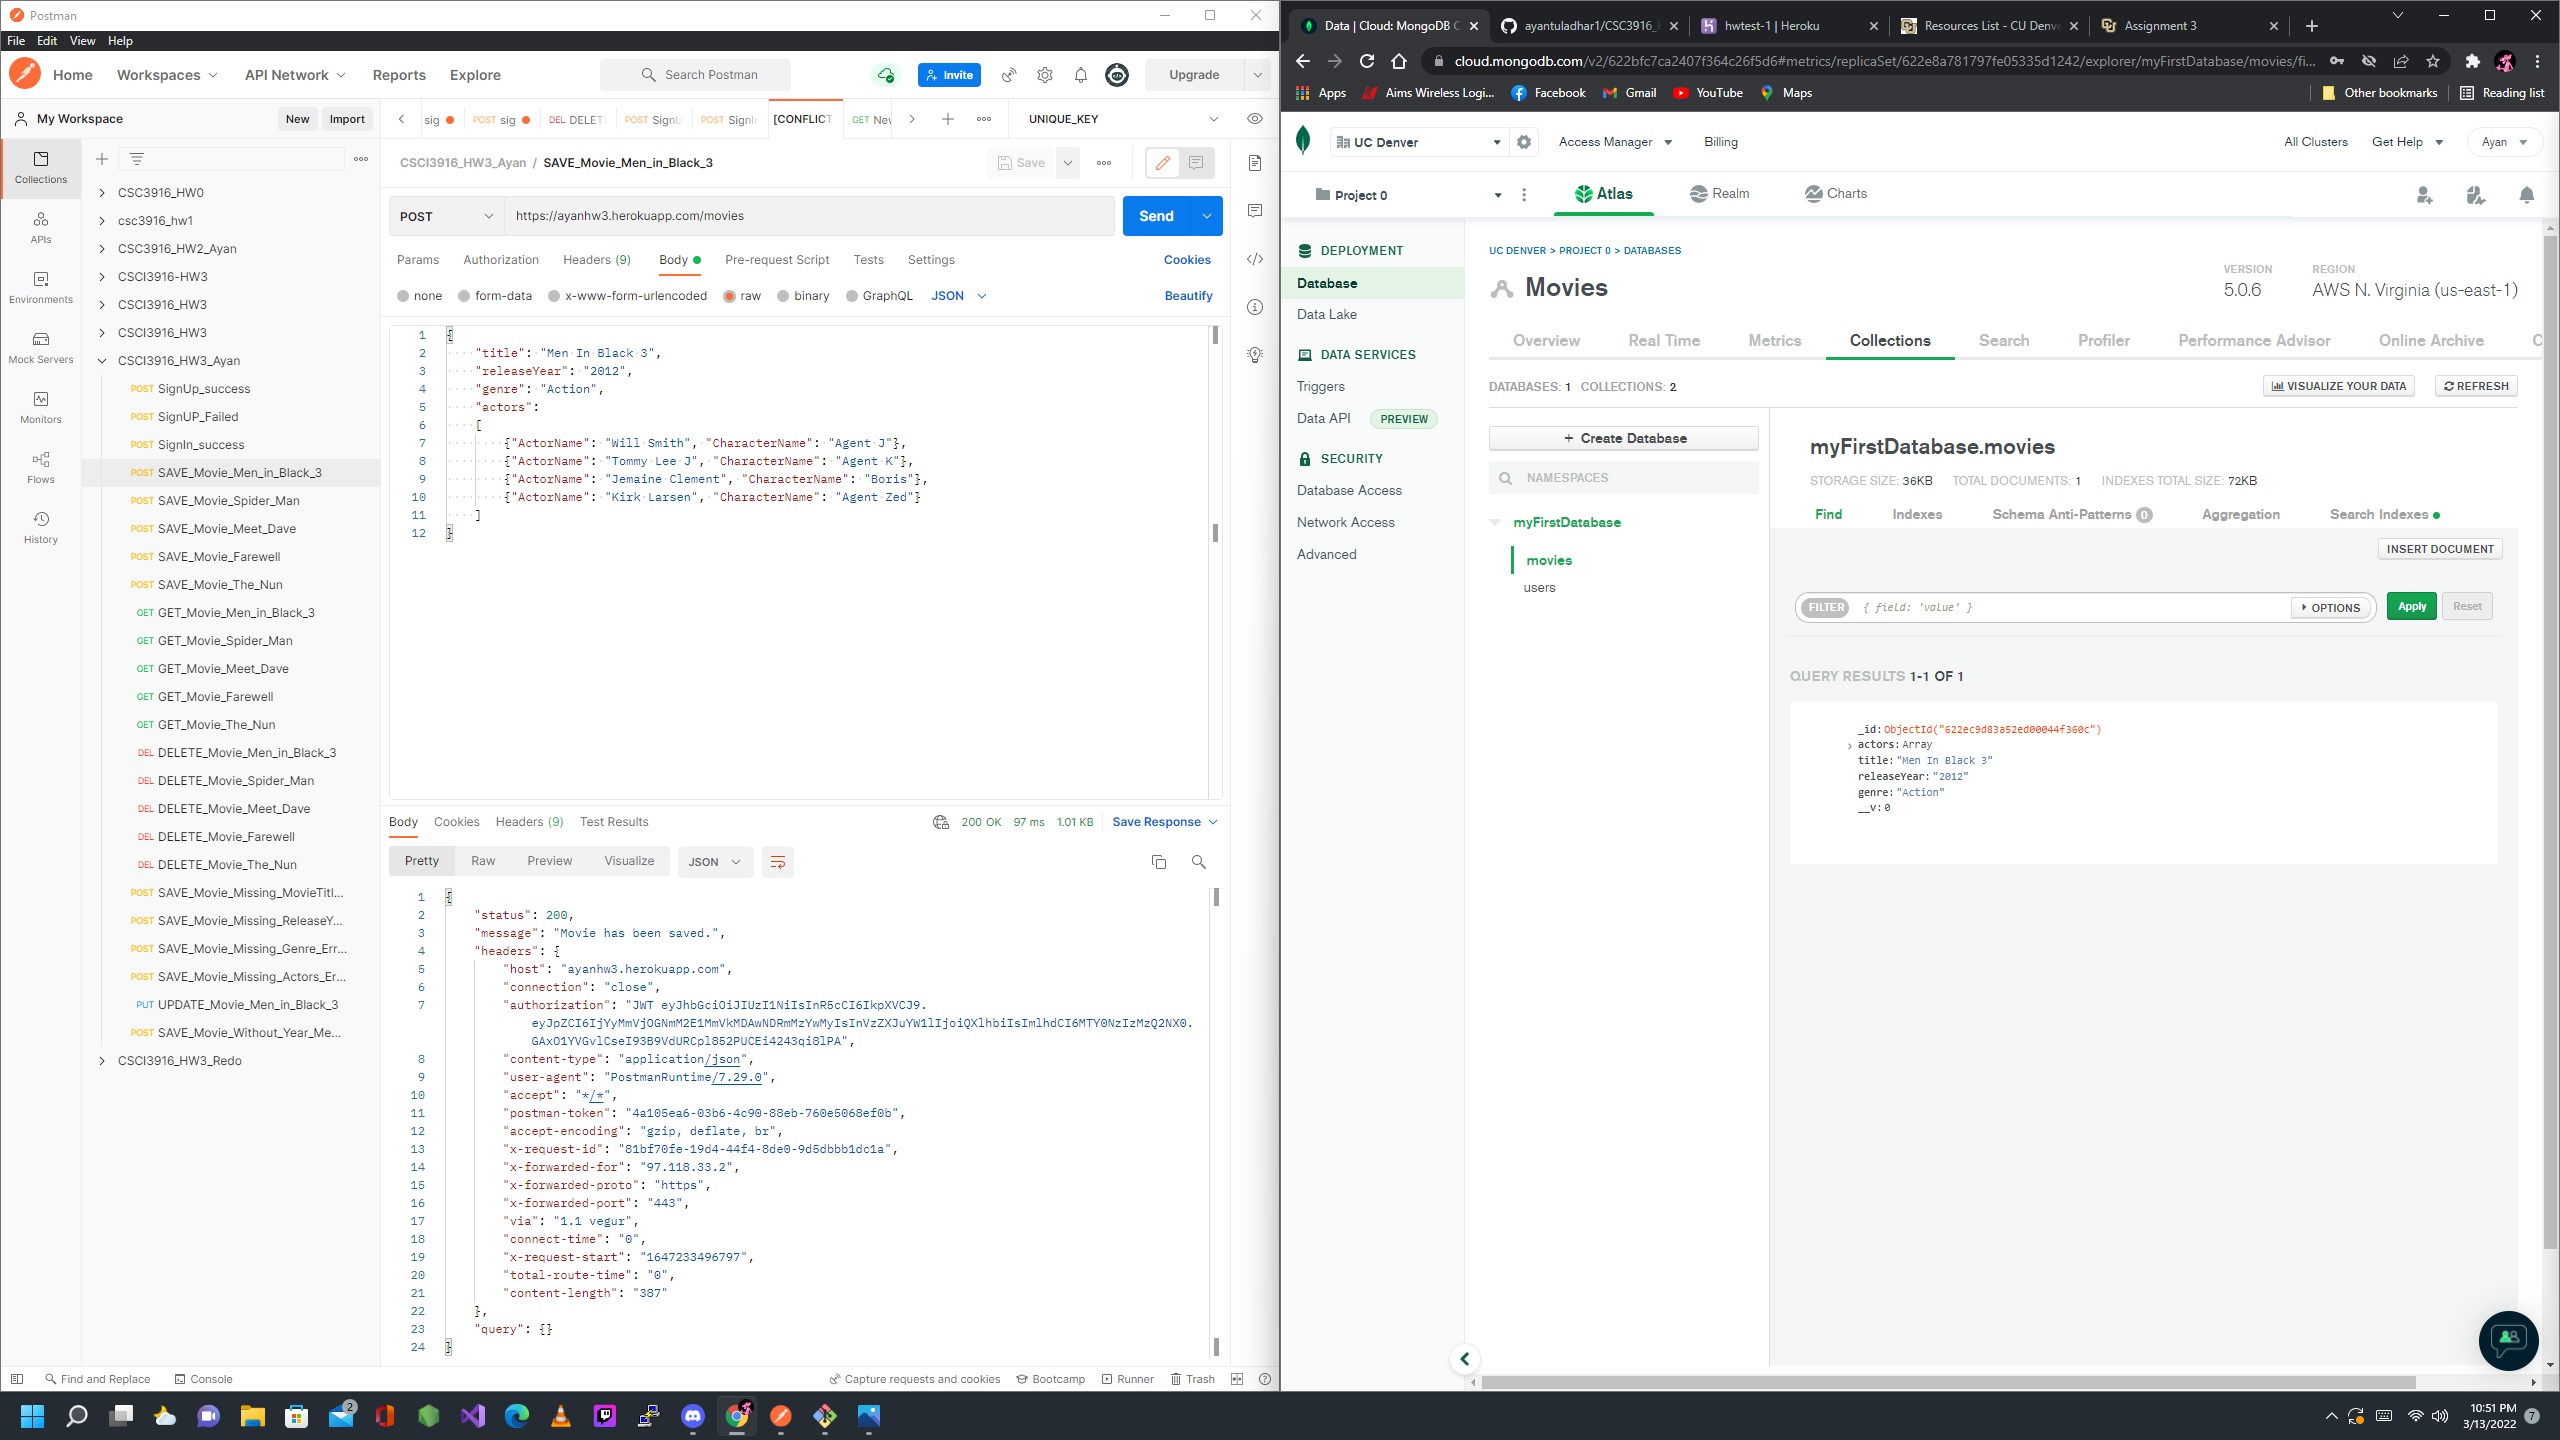 Postman
File Edit View Help
Home Workspaces API Network Reports Explore Search Postman Invite Upgrade
My Workspace New Import
sig POST sig DEL DELET POST SignU POST SignIn [CONFLICT GET Nev UNIQUE_KEY
Collections
APIs
Environments
Mock Servers
Monitors
Flows
History
CSC3916_HW0
csc3916_hw1
CSC3916_HW2_Ayan
CSCI3916-HW3
CSCI3916_HW3
CSCI3916_HW3
CSCI3916_HW3_Ayan
POST SignUp_success
POST SignUP_Failed
POST SignIn_success
POST SAVE_Movie_Men_in_Black_3
POST SAVE_Movie_Spider_Man
POST SAVE_Movie_Meet_Dave
POST SAVE_Movie_Farewell
POST SAVE_Movie_The_Nun
GET GET_Movie_Men_in_Black_3
GET GET_Movie_Spider_Man
GET GET_Movie_Meet_Dave
GET GET_Movie_Farewell
GET GET_Movie_The_Nun
DEL DELETE_Movie_Men_in_Black_3
DEL DELETE_Movie_Spider_Man
DEL DELETE_Movie_Meet_Dave
DEL DELETE_Movie_Farewell
DEL DELETE_Movie_The_Nun
POST SAVE_Movie_Missing_MovieTitl...
POST SAVE_Movie_Missing_ReleaseY...
POST SAVE_Movie_Missing_Genre_Err...
POST SAVE_Movie_Missing_Actors_Er...
PUT UPDATE_Movie_Men_in_Black_3
POST SAVE_Movie_Without_Year_Me...
CSCI3916_HW3_Redo
CSCI3916_HW3_Ayan / SAVE_Movie_Men_in_Black_3 Save
POST https://ayanhw3.herokuapp.com/movies Send
Params Authorization Headers (9) Body Pre-request Script Tests Settings Cookies
none form-data x-www-form-urlencoded raw binary GraphQL JSON Beautify
1 {
2 "title": "Men In Black 3",
3 "releaseYear": "2012",
4 "genre": "Action",
5 "actors":
6 [
7 {"ActorName": "Will Smith", "CharacterName": "Agent J"},
8 {"ActorName": "Tommy Lee J", "CharacterName": "Agent K"},
9 {"ActorName": "Jemaine Clement", "CharacterName": "Boris"},
10 {"ActorName": "Kirk Larsen", "CharacterName": "Agent Zed"}
11 ]
12 }
Body Cookies Headers (9) Test Results 200 OK 97 ms 1.01 KB Save Response
Pretty Raw Preview Visualize JSON
1 {
2 "status": 200,
3 "message": "Movie has been saved.",
4 "headers": {
5 "host": "ayanhw3.herokuapp.com",
6 "connection": "close",
7 "authorization": "JWT eyJhbGciOiJIUzI1NiIsInR5cCI6IkpXVCJ9.
eyJpZCI6IjYyMmVjOGNmM2E1MmVkMDAwNDRmMzYwMyIsInVzZXJuYW1lIjoiQXlhbiIsImlhdCI6MTY0NzIzMzQ2NX0.
GAxO1YVGvlCseI93B9VdURCpl852PUCEi4243qi8lPA",
8 "content-type": "application/json",
9 "user-agent": "PostmanRuntime/7.29.0",
10 "accept": "*/*",
11 "postman-token": "4a105ea6-03b6-4c90-88eb-760e5068ef0b",
12 "accept-encoding": "gzip, deflate, br",
13 "x-request-id": "81bf70fe-19d4-44f4-8de0-9d5dbbb1dc1a",
14 "x-forwarded-for": "97.118.33.2",
15 "x-forwarded-proto": "https",
16 "x-forwarded-port": "443",
17 "via": "1.1 vegur",
18 "connect-time": "0",
19 "x-request-start": "1647233496797",
20 "total-route-time": "0",
21 "content-length": "387"
22 },
23 "query": {}
24 }
Find and Replace Console Capture requests and cookies Bootcamp Runner Trash
Data | Cloud: MongoDB C ayantuladhar1/CSC3916_ hwtest-1 | Heroku Resources List - CU Denve Assignment 3
cloud.mongodb.com/v2/622bfc7ca2407f364c26f5d6#metrics/replicaSet/622e8a781797fe05335d1242/explorer/myFirstDatabase/movies/fi...
Apps Aims Wireless Logi... Facebook Gmail YouTube Maps Other bookmarks Reading list
UC Denver Access Manager Billing All Clusters Get Help Ayan
Project 0 Atlas Realm Charts
DEPLOYMENT
Database
Data Lake
DATA SERVICES
Triggers
Data API PREVIEW
SECURITY
Database Access
Network Access
Advanced
UC DENVER > PROJECT 0 > DATABASES
Movies
VERSION REGION
5.0.6 AWS N. Virginia (us-east-1)
Overview Real Time Metrics Collections Search Profiler Performance Advisor Online Archive C
DATABASES: 1 COLLECTIONS: 2 VISUALIZE YOUR DATA REFRESH
+ Create Database
NAMESPACES
myFirstDatabase
movies
users
myFirstDatabase.movies
STORAGE SIZE: 36KB TOTAL DOCUMENTS: 1 INDEXES TOTAL SIZE: 72KB
Find Indexes Schema Anti-Patterns 0 Aggregation Search Indexes
INSERT DOCUMENT
FILTER { field: 'value' } OPTIONS Apply Reset
QUERY RESULTS 1-1 OF 1
_id: ObjectId("622ec9d83a52ed00044f360c")
actors: Array
title: "Men In Black 3"
releaseYear: "2012"
genre: "Action"
__v: 0
2
10:51 PM
3/13/2022
7